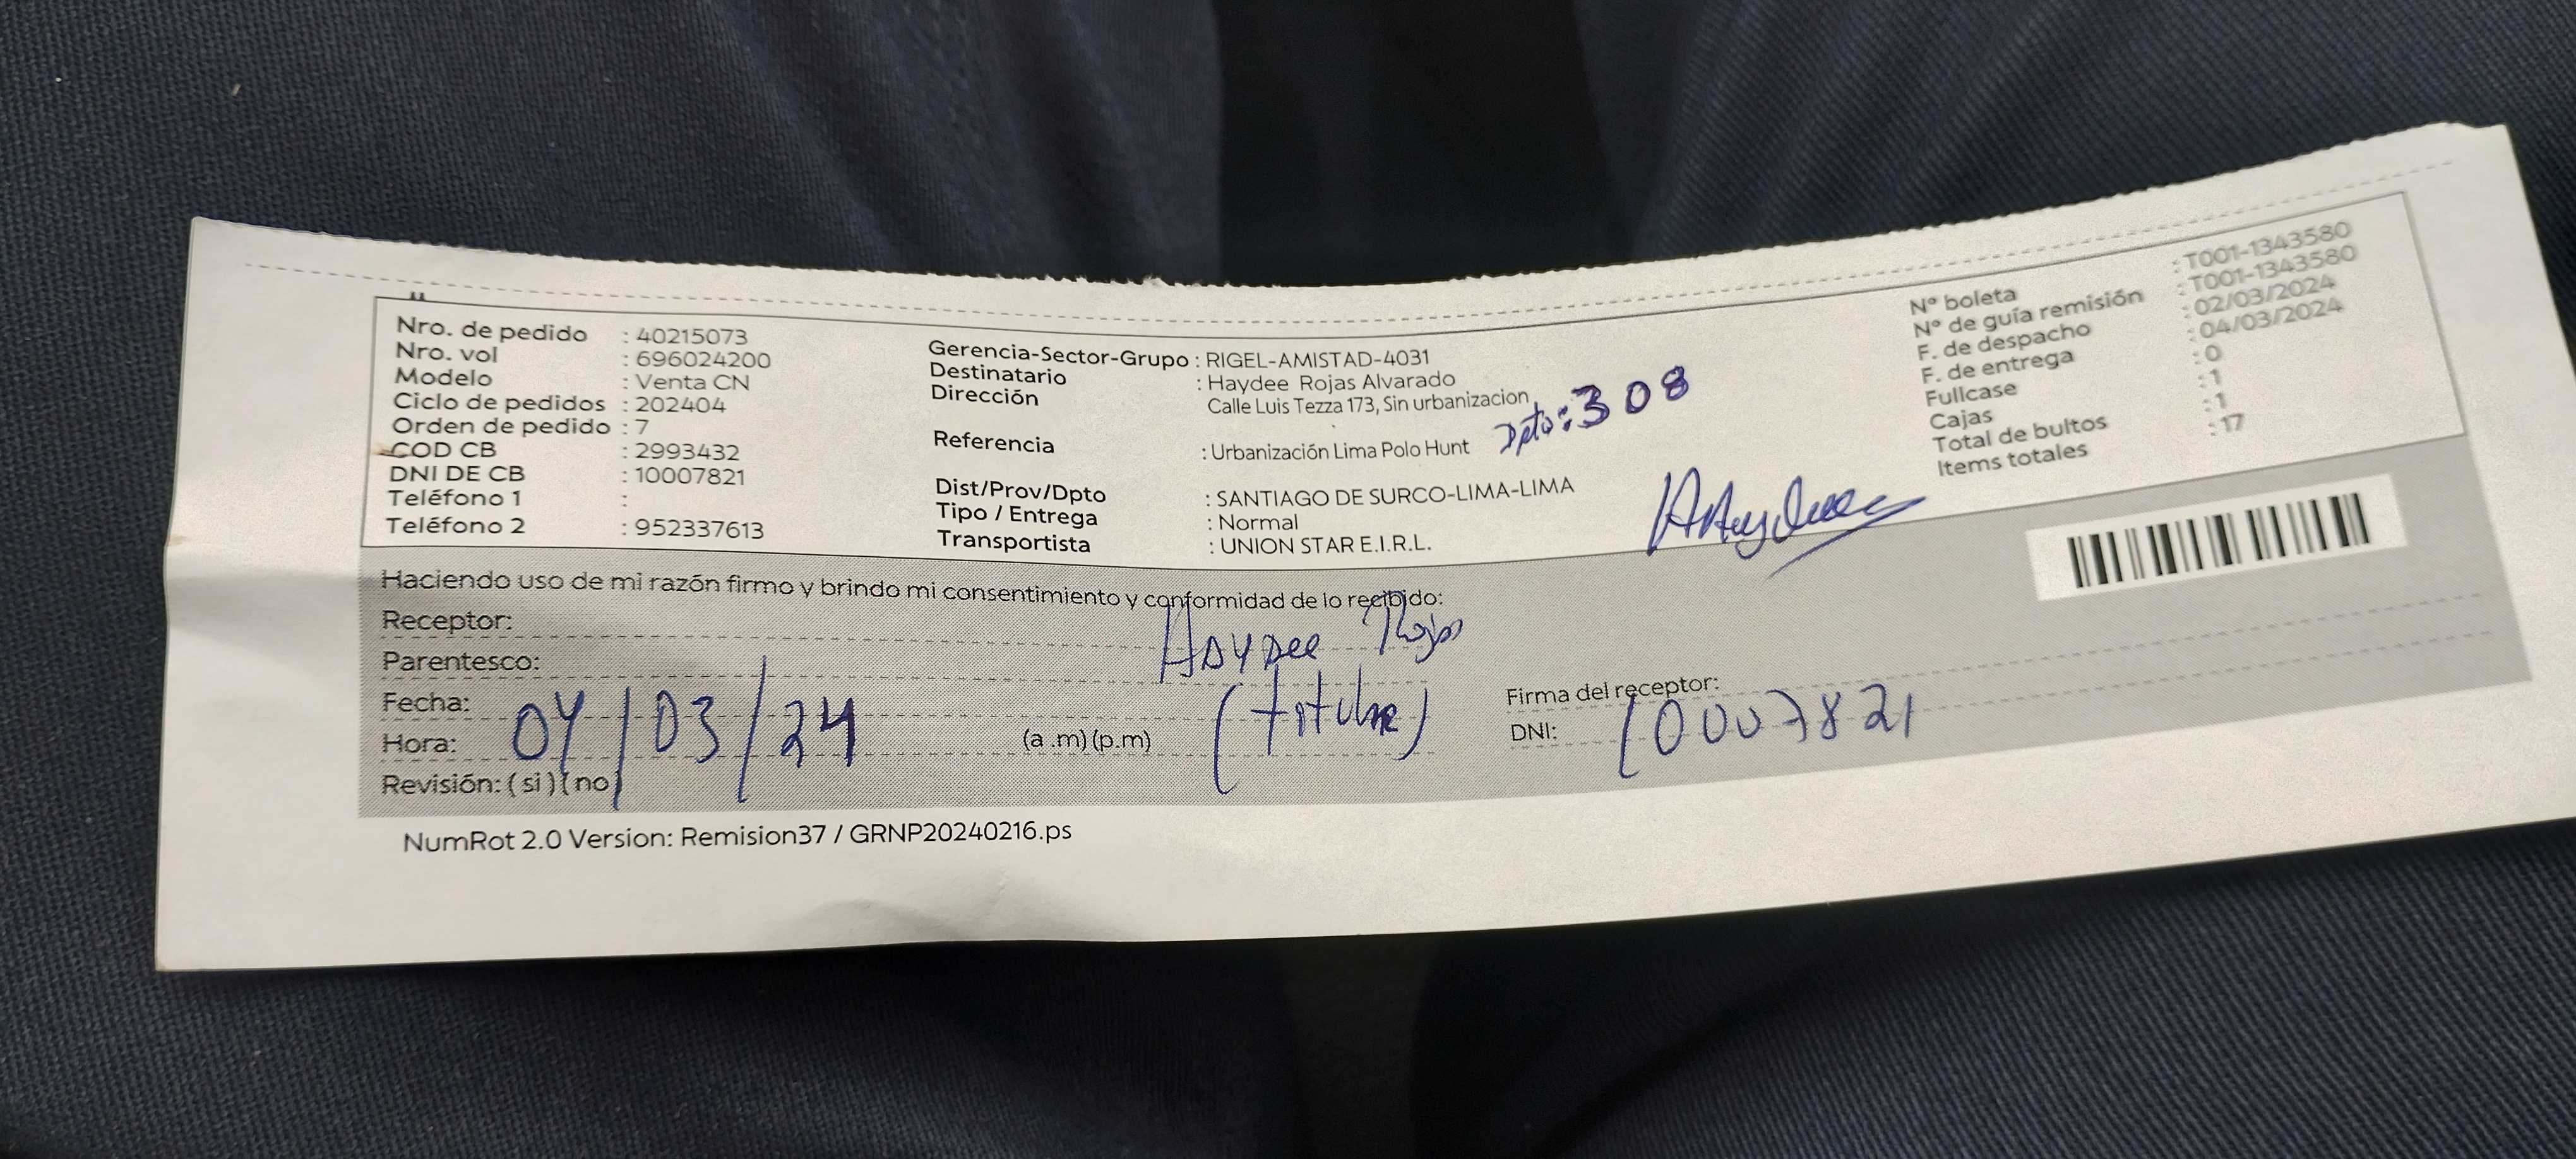 Nro. de pedido : 40215073
Nro. vol : 696024200
Modelo : Venta CN
Ciclo de pedidos : 202404
Orden de pedido : 7
COD CB : 2993432
DNI DE CB : 10007821
Teléfono 1 :
Teléfono 2 : 952337613
Gerencia-Sector-Grupo : RIGEL-AMISTAD-4031
Destinatario : Haydee Rojas Alvarado
Dirección Calle Luis Tezza 173, Sin urbanizacion
Dpto: 308
Referencia : Urbanización Lima Polo Hunt
Dist/Prov/Dpto : SANTIAGO DE SURCO-LIMA-LIMA
Tipo / Entrega : Normal
Transportista : UNION STAR E.I.R.L.
N° boleta : T001-1343580
N° de guía remisión : T001-1343580
F. de despacho : 02/03/2024
F. de entrega : 04/03/2024
Fullcase : 0
Cajas : 1
Total de bultos : 1
Items totales : 17
Haciendo uso de mi razón firmo y brindo mi consentimiento y conformidad de lo recibido:
Receptor: Haydee Rojas
Parentesco: (titular)
Fecha: 04/03/24
Hora: (a .m) (p.m)
Revisión: ( si ) ( no )
Firma del receptor:
DNI: 10007821
NumRot 2.0 Version: Remision37 / GRNP20240216.ps